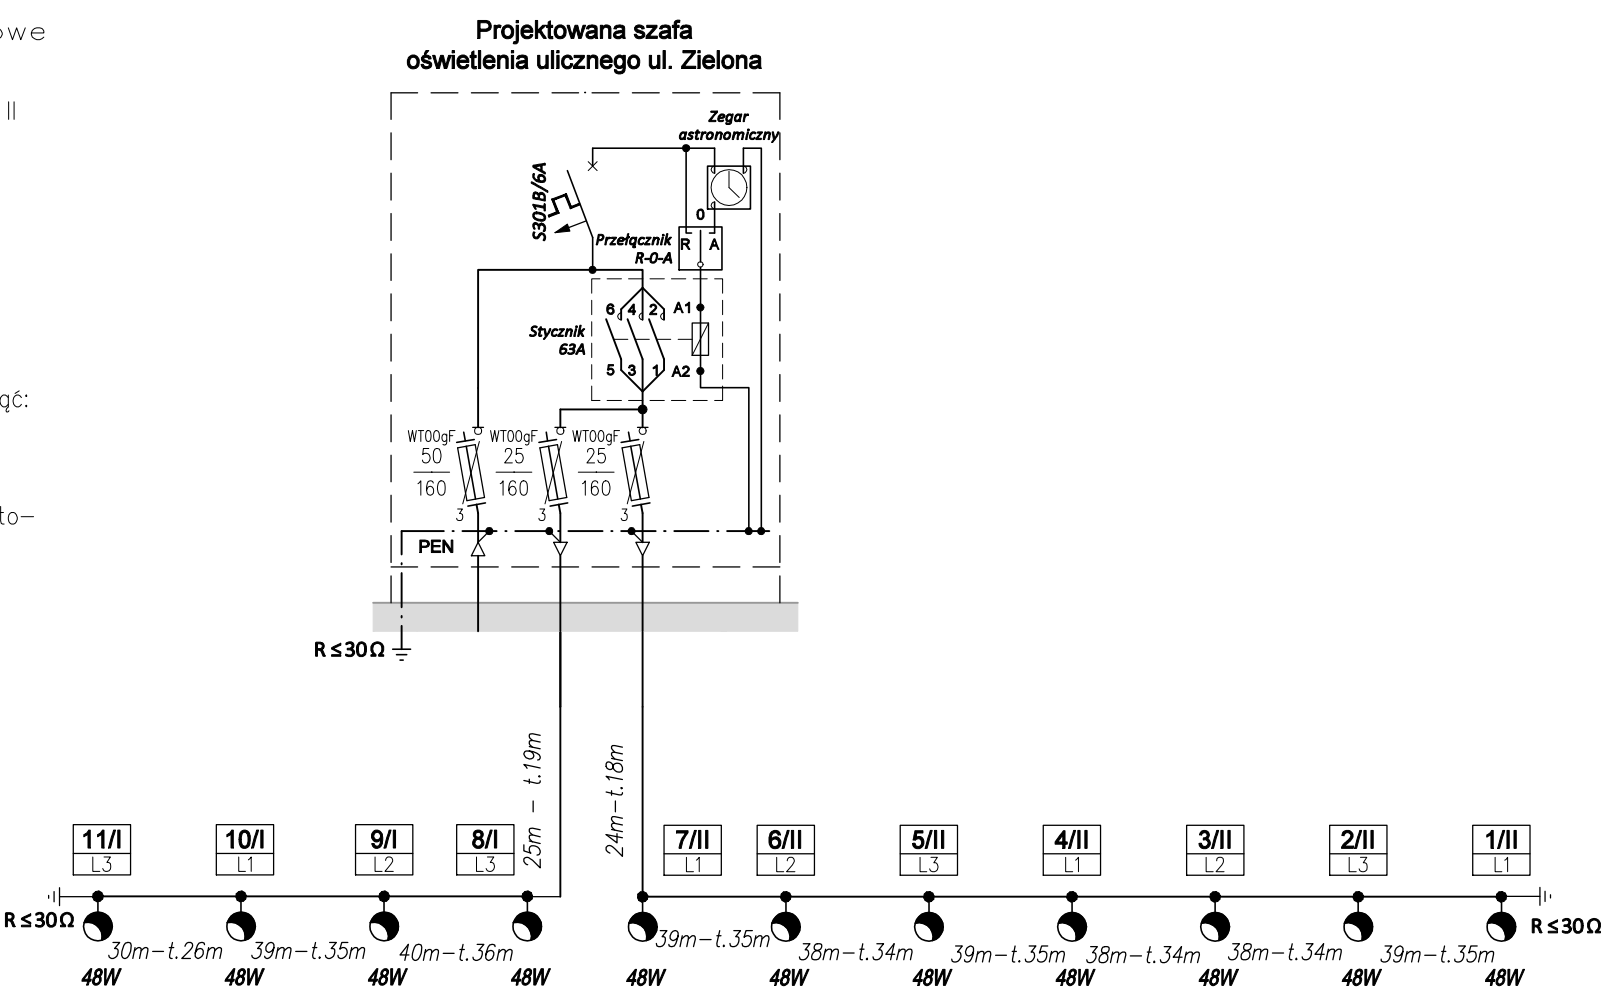 owe
II
ąć:
to-
Projektowana szafa
oświetlenia ulicznego ul. Zielona
Zegar
astronomiczny
S301B/6A
0
Przełącznik
R-0-A
R A
6 4 2 A1
Stycznik
63A
5 3 1 A2
WT00gF WT00gF WT00gF
50 25 25
160 160 160
3 3 3
PEN
R≤30Ω
25m - t.19m
24m-t.18m
11/I 10/I 9/I 8/I 7/II 6/II 5/II 4/II 3/II 2/II 1/II
L3 L1 L2 L3 L1 L2 L3 L1 L2 L3 L1
R≤30Ω R≤30Ω
30m-t.26m 39m-t.35m 40m-t.36m 39m-t.35m 38m-t.34m 39m-t.35m 38m-t.34m 38m-t.34m 39m-t.35m
48W 48W 48W 48W 48W 48W 48W 48W 48W 48W 48W